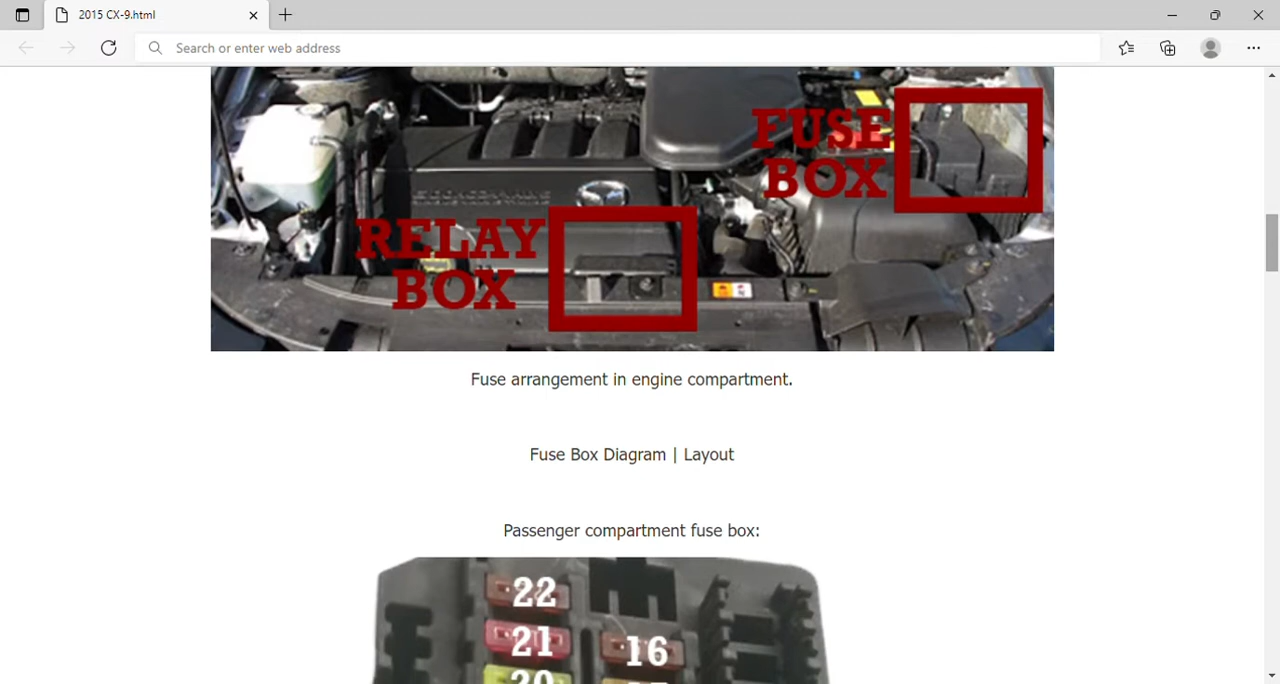 2015 CX-9.html
Search or enter web address
FUSE
BOX
RELAY
BOX
Fuse arrangement in engine compartment.
Fuse Box Diagram | Layout
Passenger compartment fuse box:
22
21
16
20